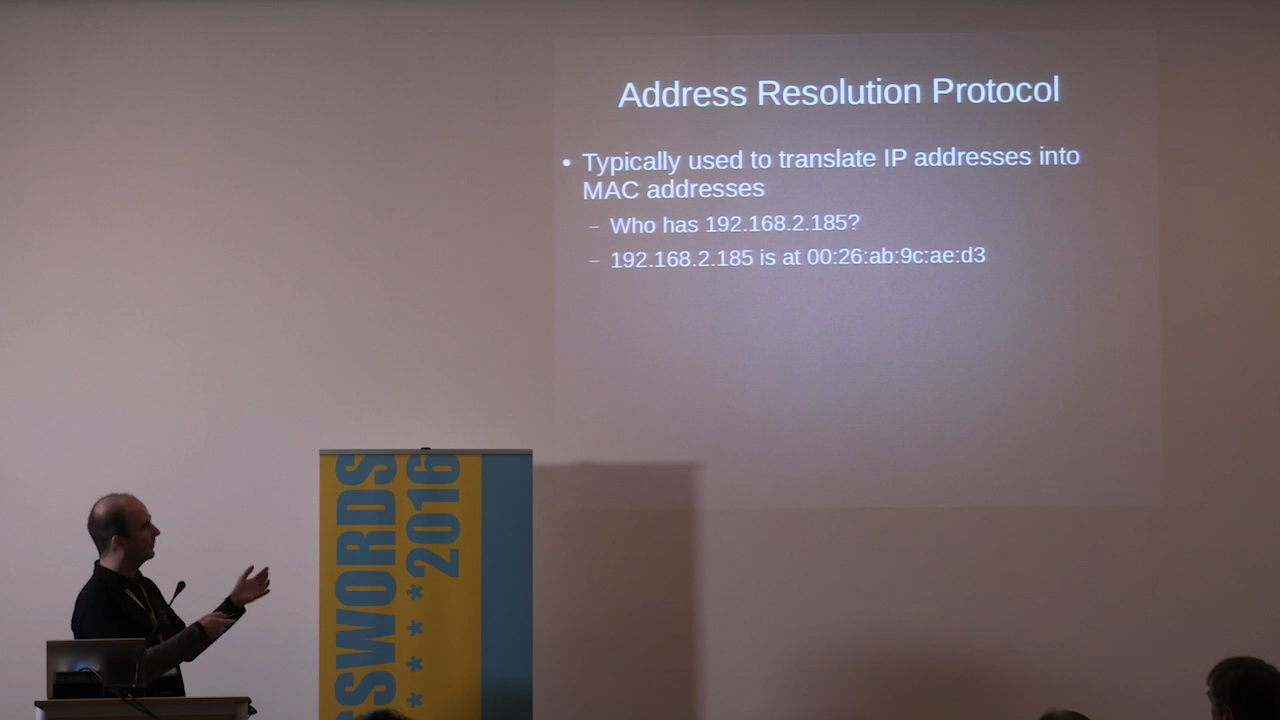 Address Resolution Protocol
• Typically used to translate IP addresses into
MAC addresses
– Who has 192.168.2.185?
– 192.168.2.185 is at 00:26:ab:9c:ae:d3
SSWORDS
****2016